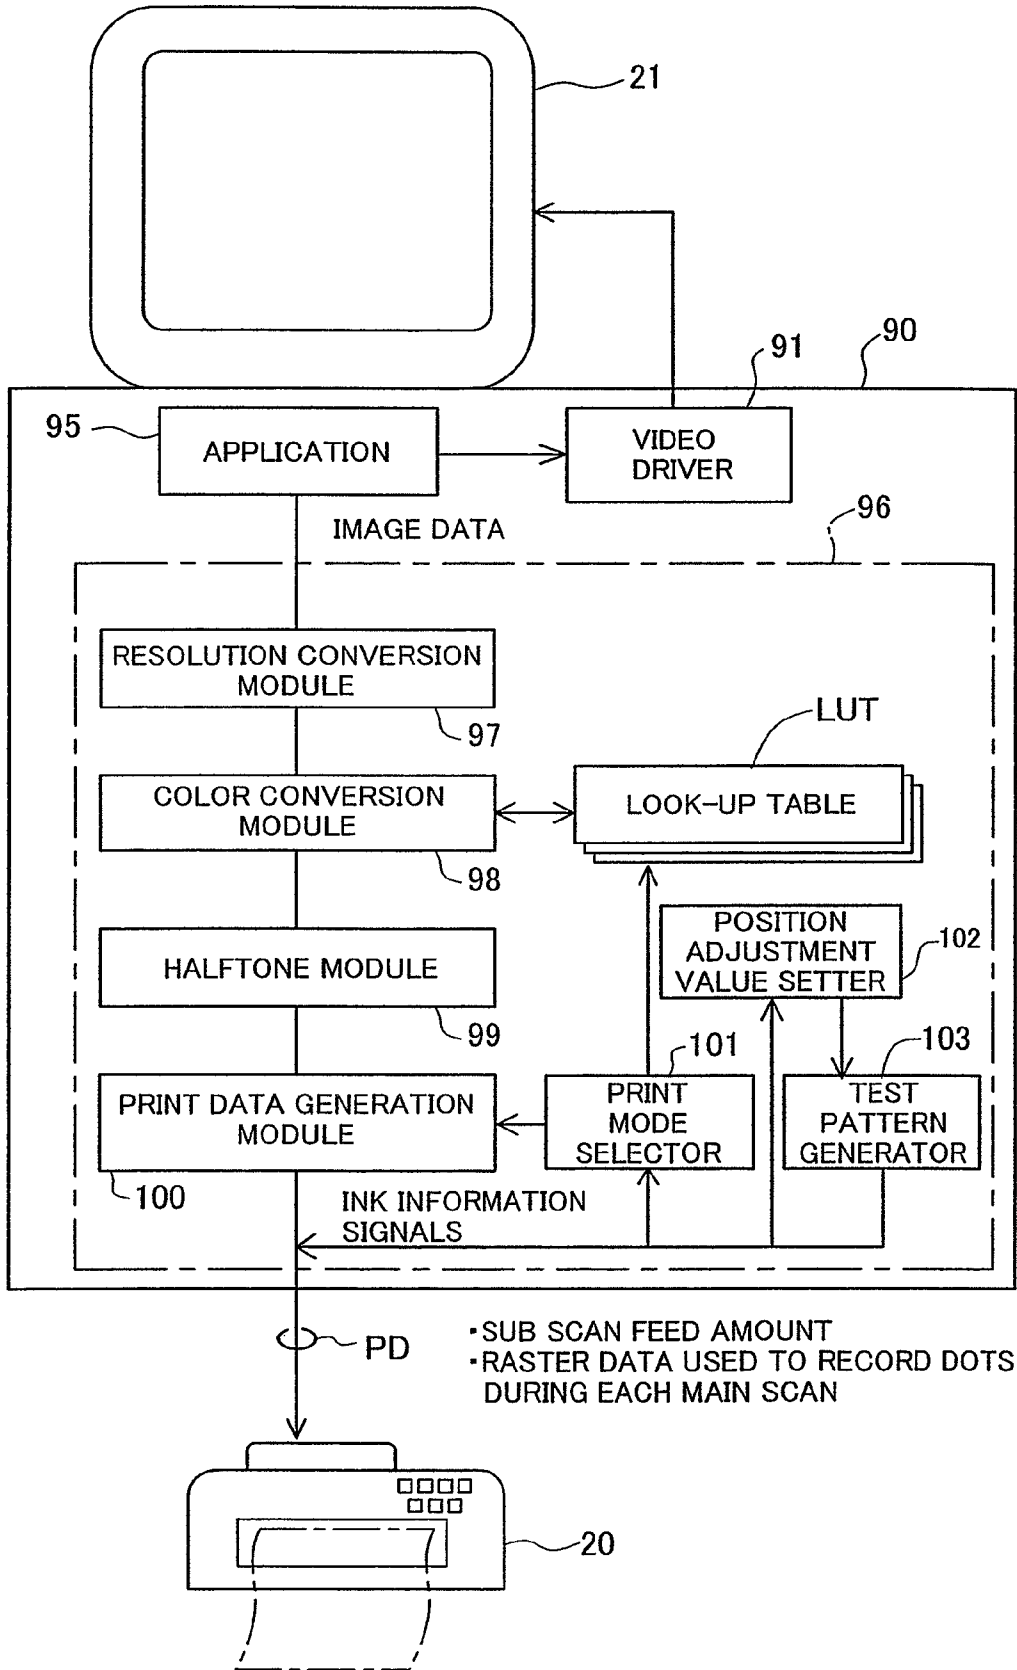 21
90
91
95
APPLICATION
VIDEO
DRIVER
IMAGE DATA
96
RESOLUTION CONVERSION
MODULE
97
LUT
COLOR CONVERSION
MODULE
LOOK-UP TABLE
98
POSITION
ADJUSTMENT
VALUE SETTER
102
HALFTONE MODULE
99
101
103
PRINT DATA GENERATION
MODULE
PRINT
MODE
SELECTOR
TEST
PATTERN
GENERATOR
100
INK INFORMATION
SIGNALS
PD
・SUB SCAN FEED AMOUNT
・RASTER DATA USED TO RECORD DOTS
DURING EACH MAIN SCAN
20